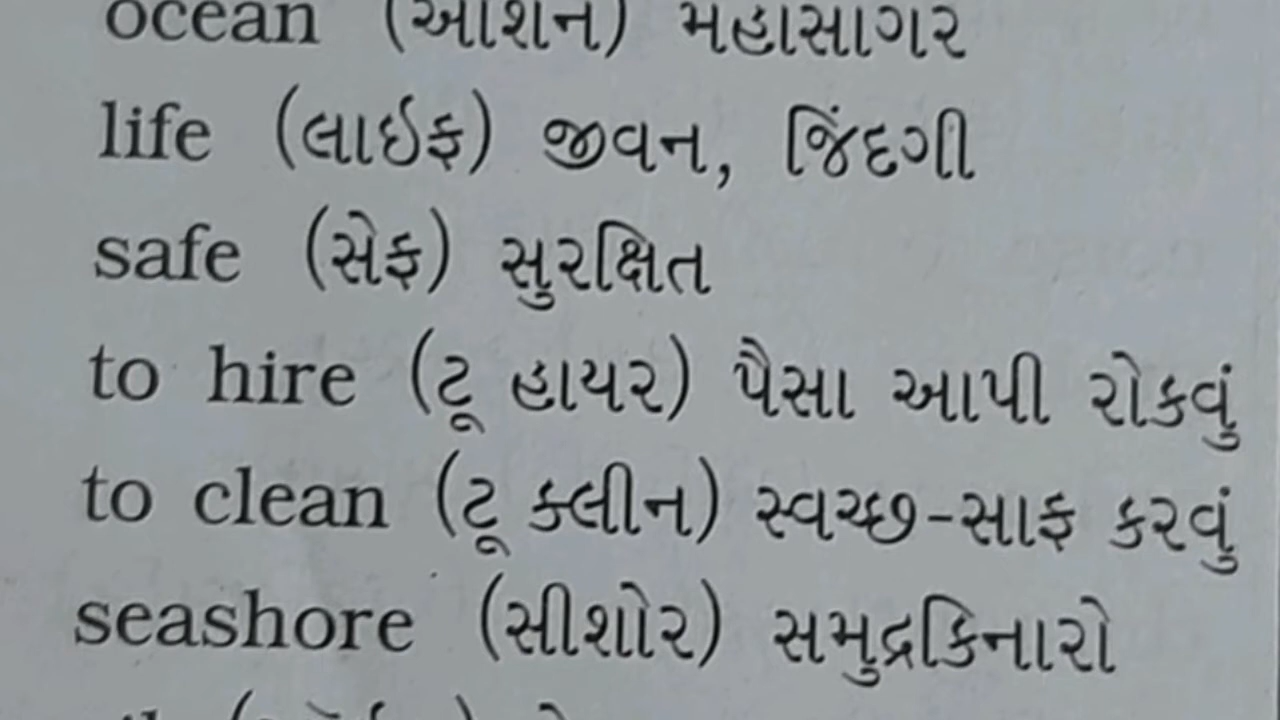 ocean (ઓશન) મહાસાગર
life (લાઇફ) જીવન, જિંદગી
safe (સેફ) સુરક્ષિત
to hire (ટૂ હાયર) પૈસા આપી રોકવું
to clean (ટૂ ક્લીન) સ્વચ્છ-સાફ કરવું
seashore (સીશોર) સમુદ્રકિનારો